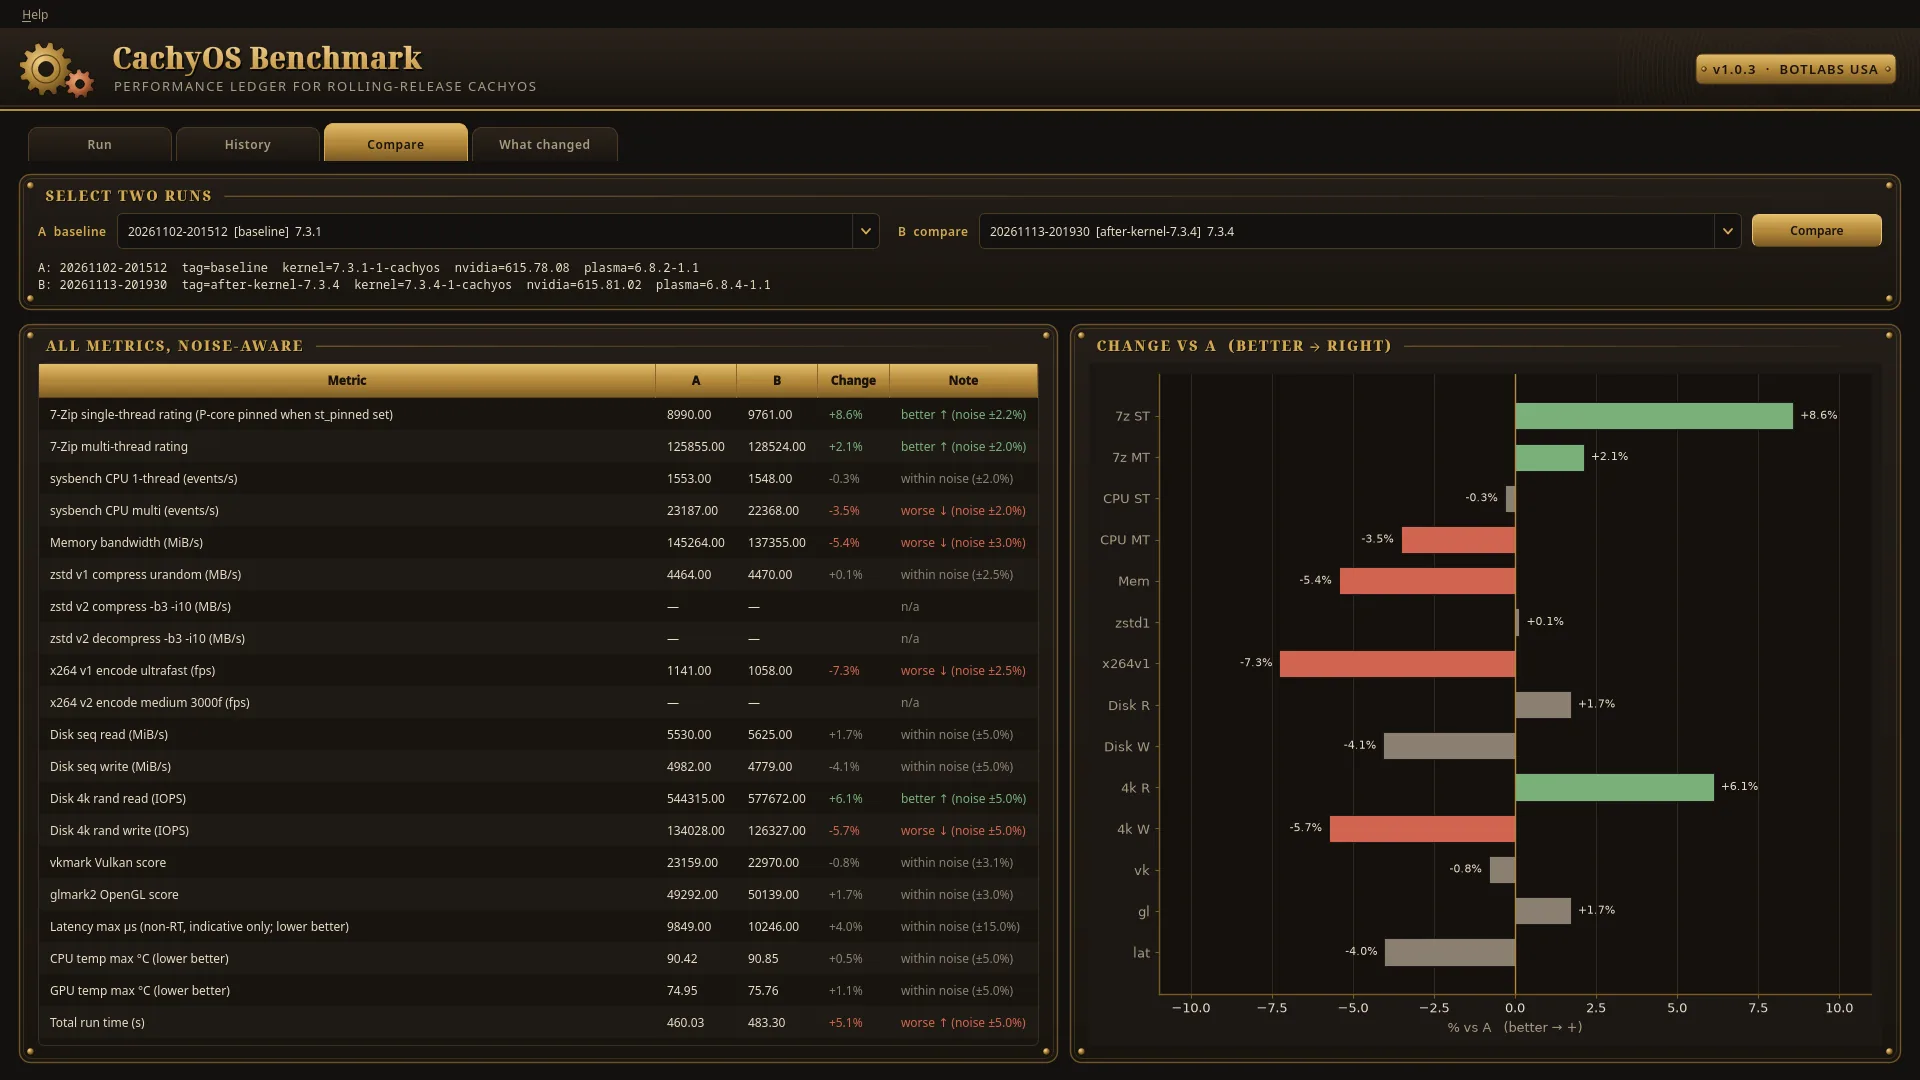 Help
CachyOS Benchmark
PERFORMANCE LEDGER FOR ROLLING-RELEASE CACHYOS
v1.0.3 · BOTLABS USA
Run History Compare What changed
SELECT TWO RUNS
A baseline 20261102-201512 [baseline] 7.3.1 B compare 20261113-201930 [after-kernel-7.3.4] 7.3.4 Compare
A: 20261102-201512 tag=baseline kernel=7.3.1-1-cachyos nvidia=615.78.08 plasma=6.8.2-1.1
B: 20261113-201930 tag=after-kernel-7.3.4 kernel=7.3.4-1-cachyos nvidia=615.81.02 plasma=6.8.4-1.1
ALL METRICS, NOISE-AWARE
Metric A B Change Note
7-Zip single-thread rating (P-core pinned when st_pinned set) 8990.00 9761.00 +8.6% better ↑ (noise ±2.2%)
7-Zip multi-thread rating 125855.00 128524.00 +2.1% better ↑ (noise ±2.0%)
sysbench CPU 1-thread (events/s) 1553.00 1548.00 -0.3% within noise (±2.0%)
sysbench CPU multi (events/s) 23187.00 22368.00 -3.5% worse ↓ (noise ±2.0%)
Memory bandwidth (MiB/s) 145264.00 137355.00 -5.4% worse ↓ (noise ±3.0%)
zstd v1 compress urandom (MB/s) 4464.00 4470.00 +0.1% within noise (±2.5%)
zstd v2 compress -b3 -i10 (MB/s) — — n/a
zstd v2 decompress -b3 -i10 (MB/s) — — n/a
x264 v1 encode ultrafast (fps) 1141.00 1058.00 -7.3% worse ↓ (noise ±2.5%)
x264 v2 encode medium 3000f (fps) — — n/a
Disk seq read (MiB/s) 5530.00 5625.00 +1.7% within noise (±5.0%)
Disk seq write (MiB/s) 4982.00 4779.00 -4.1% within noise (±5.0%)
Disk 4k rand read (IOPS) 544315.00 577672.00 +6.1% better ↑ (noise ±5.0%)
Disk 4k rand write (IOPS) 134028.00 126327.00 -5.7% worse ↓ (noise ±5.0%)
vkmark Vulkan score 23159.00 22970.00 -0.8% within noise (±3.1%)
glmark2 OpenGL score 49292.00 50139.00 +1.7% within noise (±3.0%)
Latency max µs (non-RT, indicative only; lower better) 9849.00 10246.00 +4.0% within noise (±15.0%)
CPU temp max °C (lower better) 90.42 90.85 +0.5% within noise (±5.0%)
GPU temp max °C (lower better) 74.95 75.76 +1.1% within noise (±5.0%)
Total run time (s) 460.03 483.30 +5.1% worse ↑ (noise ±5.0%)
CHANGE VS A (BETTER → RIGHT)
7z ST +8.6%
7z MT +2.1%
CPU ST -0.3%
CPU MT -3.5%
Mem -5.4%
zstd1 +0.1%
x264v1 -7.3%
Disk R +1.7%
Disk W -4.1%
4k R +6.1%
4k W -5.7%
vk -0.8%
gl +1.7%
lat -4.0%
−10.0 −7.5 −5.0 −2.5 0.0 2.5 5.0 7.5 10.0
% vs A (better → +)